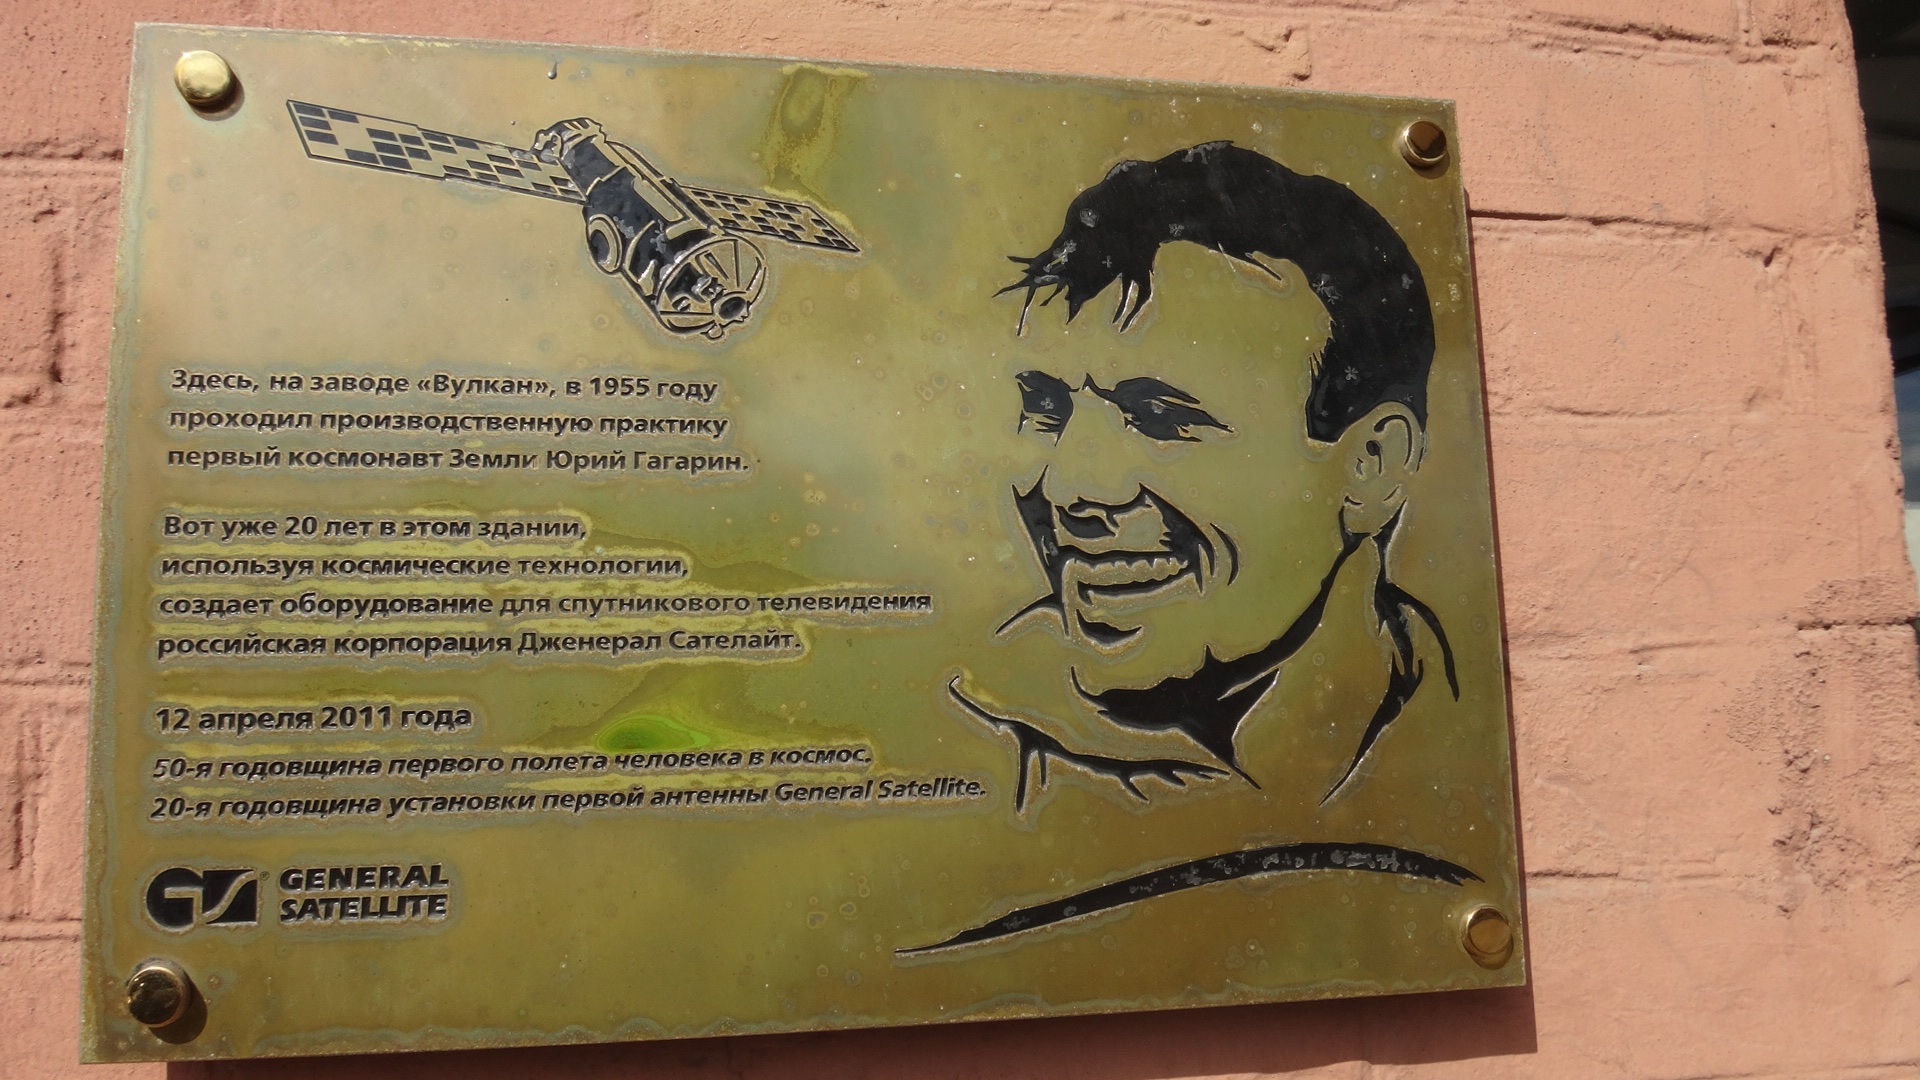 Здесь, на заводе «Вулкан», в 1955 году
проходил производственную практику
первый космонавт Земли Юрий Гагарин.
Вот уже 20 лет в этом здании,
используя космические технологии,
создает оборудование для спутникового телевидения
российская корпорация Дженерал Сателайт.
12 апреля 2011 года
50-я годовщина первого полета человека в космос.
20-я годовщина установки первой антенны General Satellite.
GS®
GENERAL
SATELLITE